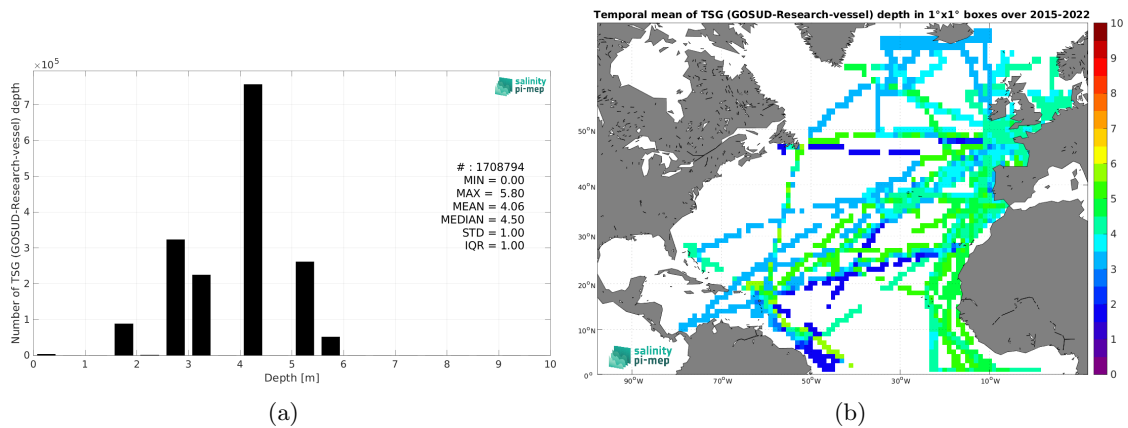 Temporal mean of TSG (GOSUD-Research-vessel) depth in 1°x1° boxes over 2015-2022
×10⁵
7
6
5
4
3
2
1
0
Number of TSG (GOSUD-Research-vessel) depth
salinity
pi-mep
# : 1708794
MIN = 0.00
MAX = 5.80
MEAN = 4.06
MEDIAN = 4.50
STD = 1.00
IQR = 1.00
0 1 2 3 4 5 6 7 8 9 10
Depth [m]
(a)
50°N
40°N
30°N
20°N
10°N
0°
90°W 70°W 50°W 30°W 10°W
salinity
pi-mep
10
9
8
7
6
5
4
3
2
1
0
(b)